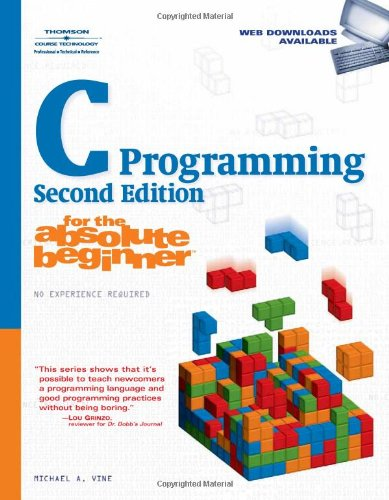 Copyrighted Material
THOMSON
COURSE TECHNOLOGY
Professional ■ Technical ■ Reference
WEB DOWNLOADS
AVAILABLE
C Programming
Second Edition
for the
absolute
beginner™
NO EXPERIENCE REQUIRED
"This series shows that it's
possible to teach newcomers
a programming language and
good programming practices
without being boring."
—LOU GRINZO,
reviewer for Dr. Dobb's Journal
MICHAEL A. VINE
Copyrighted Material